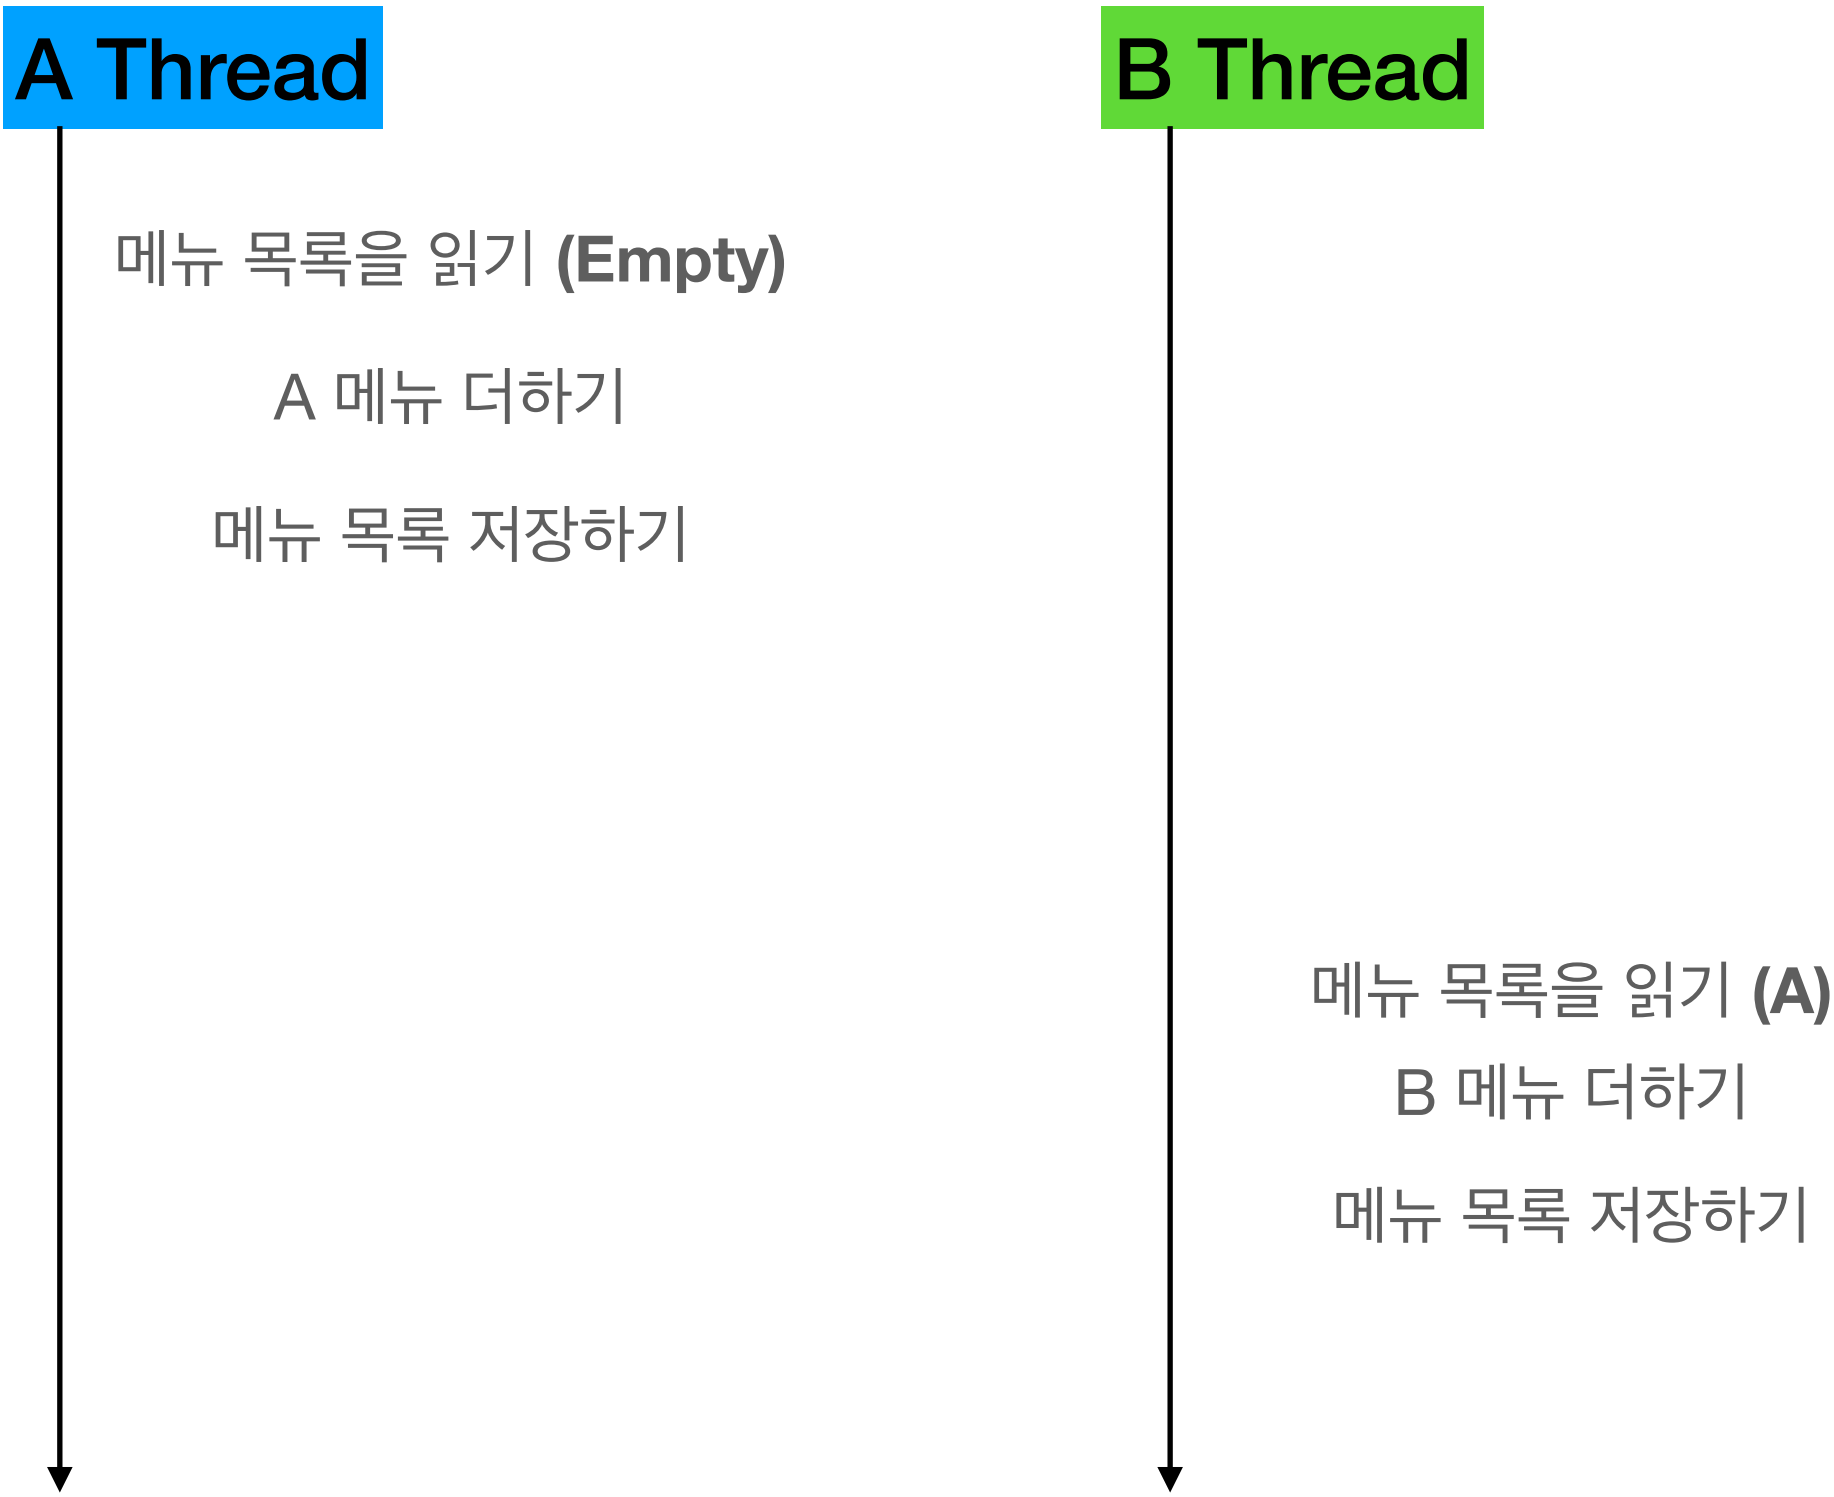 A Thread
B Thread
메뉴 목록을 읽기 (Empty)
A 메뉴 더하기
메뉴 목록 저장하기
메뉴 목록을 읽기 (A)
B 메뉴 더하기
메뉴 목록 저장하기